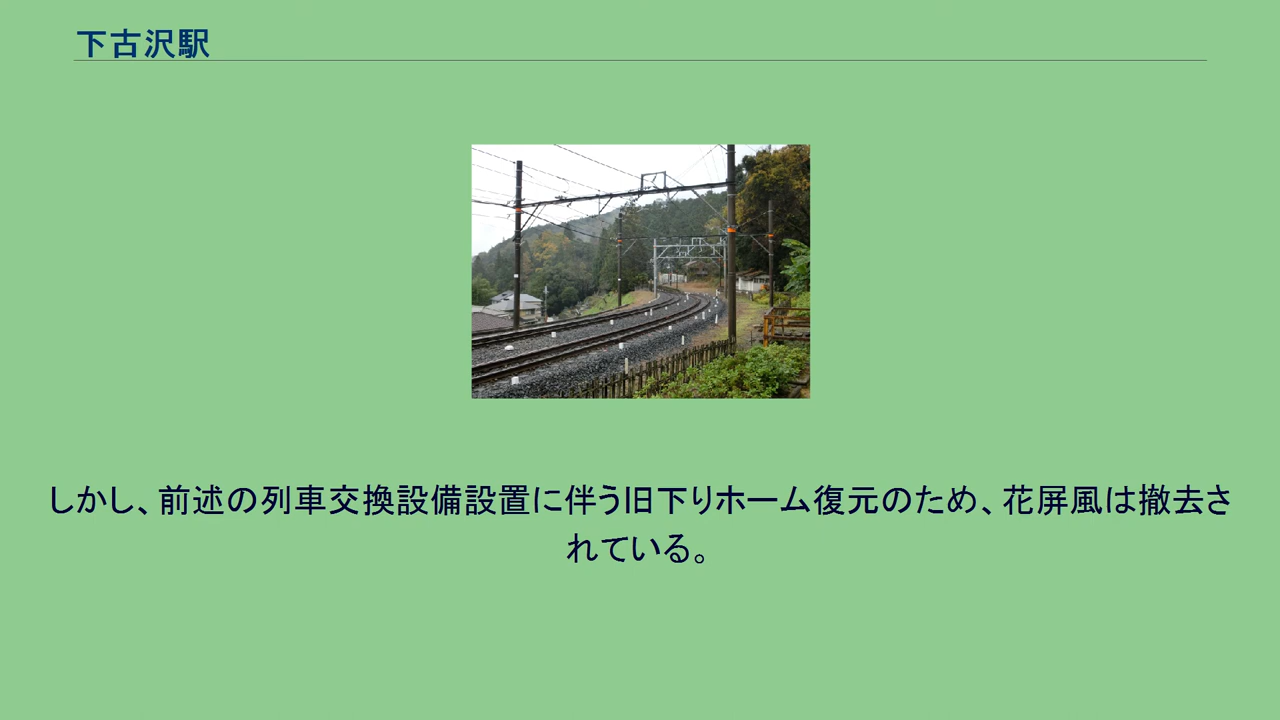 下古沢駅
しかし、前述の列車交換設備設置に伴う旧下りホーム復元のため、花屏風は撤去さ
れている。